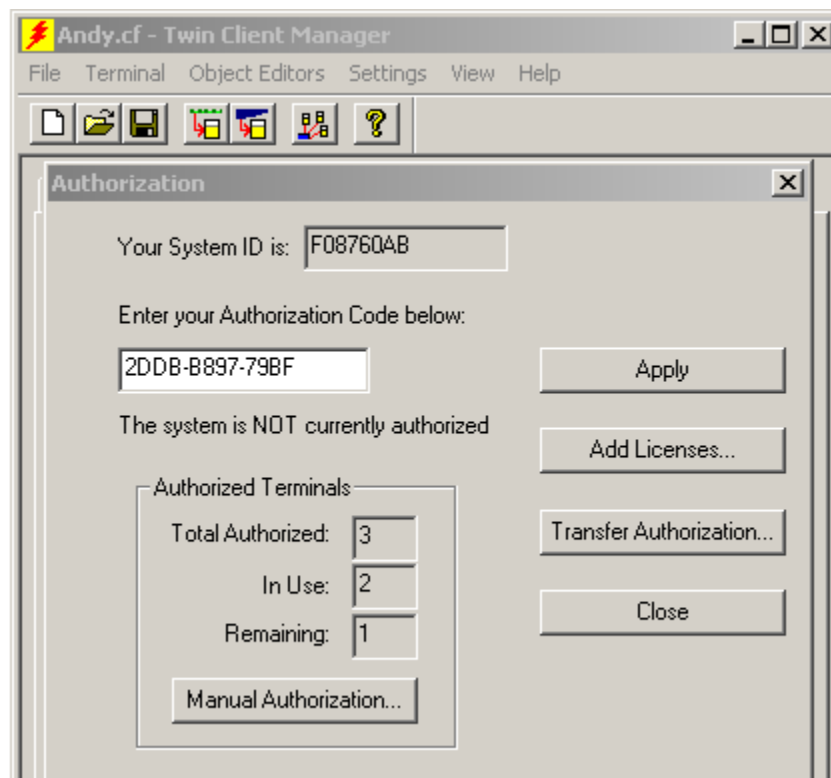 Andy.cf - Twin Client Manager
File Terminal Object Editors Settings View Help
Authorization
Your System ID is: F08760AB
Enter your Authorization Code below:
2DDB-B897-79BF
Apply
The system is NOT currently authorized
Add Licenses...
Authorized Terminals
Total Authorized: 3
Transfer Authorization...
In Use: 2
Close
Remaining: 1
Manual Authorization...